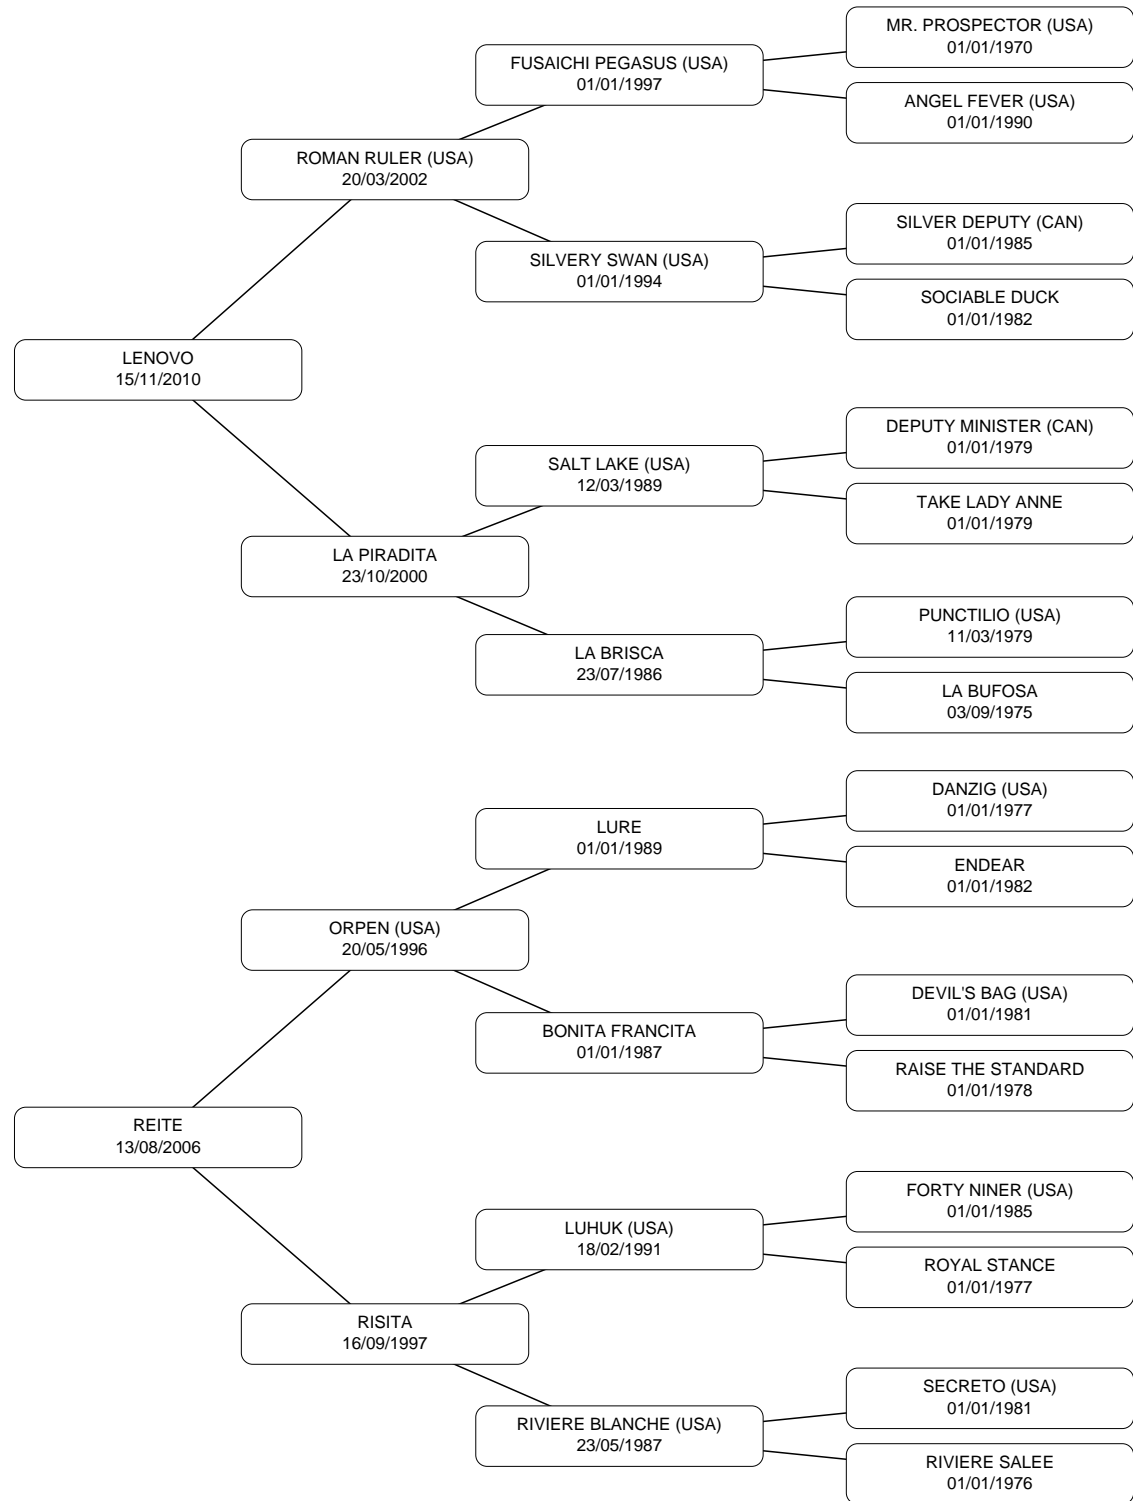 MR. PROSPECTOR (USA)
01/01/1970
FUSAICHI PEGASUS (USA)
01/01/1997
ANGEL FEVER (USA)
01/01/1990
ROMAN RULER (USA)
20/03/2002
SILVER DEPUTY (CAN)
01/01/1985
SILVERY SWAN (USA)
01/01/1994
SOCIABLE DUCK
01/01/1982
LENOVO
15/11/2010
DEPUTY MINISTER (CAN)
01/01/1979
SALT LAKE (USA)
12/03/1989
TAKE LADY ANNE
01/01/1979
LA PIRADITA
23/10/2000
PUNCTILIO (USA)
11/03/1979
LA BRISCA
23/07/1986
LA BUFOSA
03/09/1975
DANZIG (USA)
01/01/1977
LURE
01/01/1989
ENDEAR
01/01/1982
ORPEN (USA)
20/05/1996
DEVIL'S BAG (USA)
01/01/1981
BONITA FRANCITA
01/01/1987
RAISE THE STANDARD
01/01/1978
REITE
13/08/2006
FORTY NINER (USA)
01/01/1985
LUHUK (USA)
18/02/1991
ROYAL STANCE
01/01/1977
RISITA
16/09/1997
SECRETO (USA)
01/01/1981
RIVIERE BLANCHE (USA)
23/05/1987
RIVIERE SALEE
01/01/1976